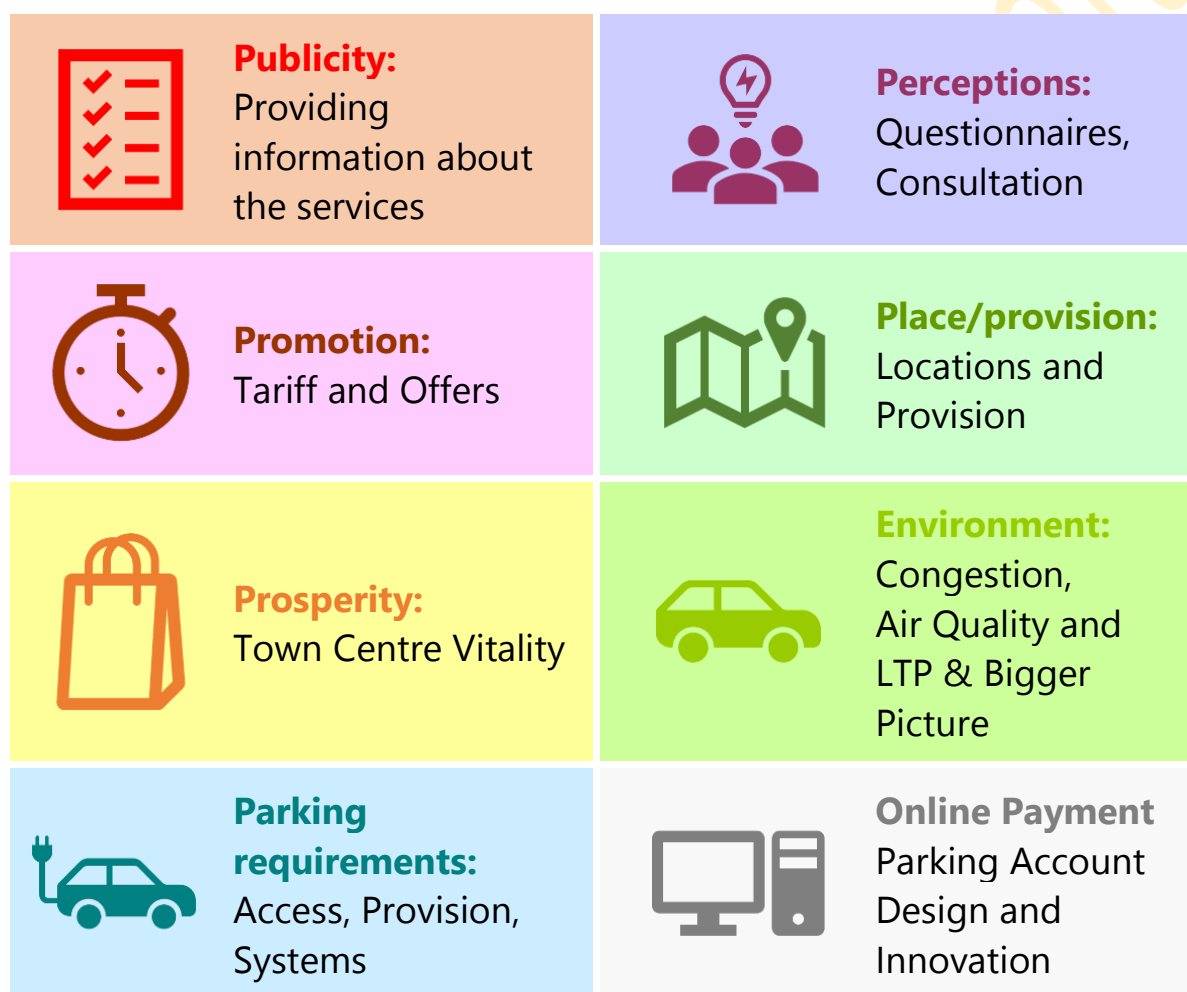 Publicity:
Providing
information about
the services
Perceptions:
Questionnaires,
Consultation
Promotion:
Tariff and Offers
Place/provision:
Locations and
Provision
Prosperity:
Town Centre Vitality
Environment:
Congestion,
Air Quality and
LTP & Bigger
Picture
Parking
requirements:
Access, Provision,
Systems
Online Payment
Parking Account
Design and
Innovation